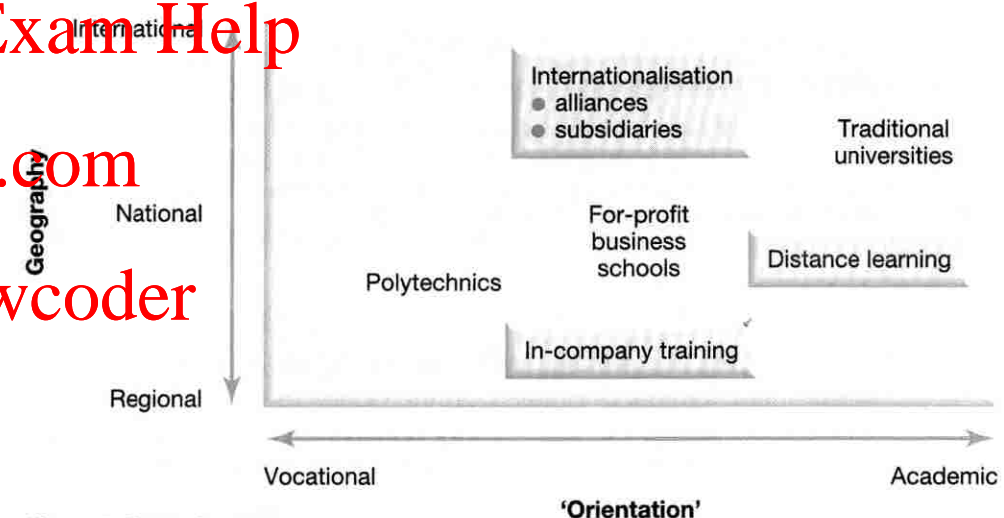 Exam Help
International
Internationalisation
• alliances
• subsidiaries
Traditional
universities
.com
Geography
National
For-profit
business
schools
Distance learning
Polytechnics
wcoder
In-company training
Regional
Vocational
Academic
'Orientation'